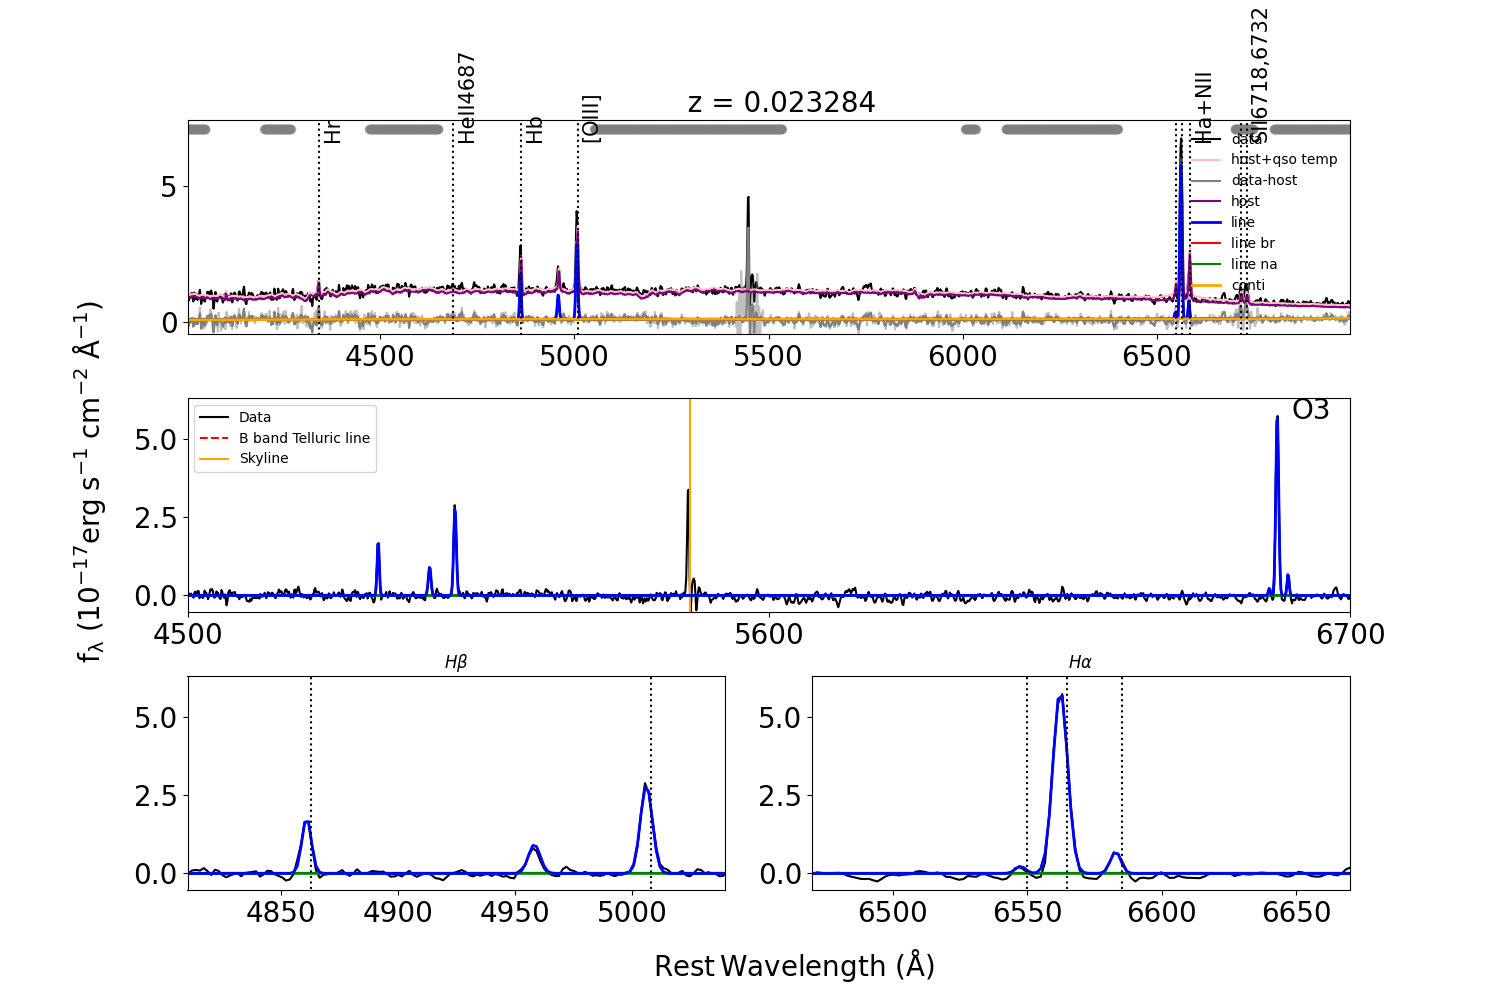 z = 0.023284
Hr
HeII4687
Hb
[OIII]
Ha+NII
SII6718,6732
data
host+qso temp
data-host
host
line
line br
line na
conti
5
0
4500 5000 5500 6000 6500
fλ (10⁻¹⁷erg s⁻¹ cm⁻² Å⁻¹)
Data
B band Telluric line
Skyline
O3
5.0
2.5
0.0
4500 5600 6700
Hβ
5.0
2.5
0.0
4850 4900 4950 5000
Hα
5.0
2.5
0.0
6500 6550 6600 6650
Rest Wavelength (Å)